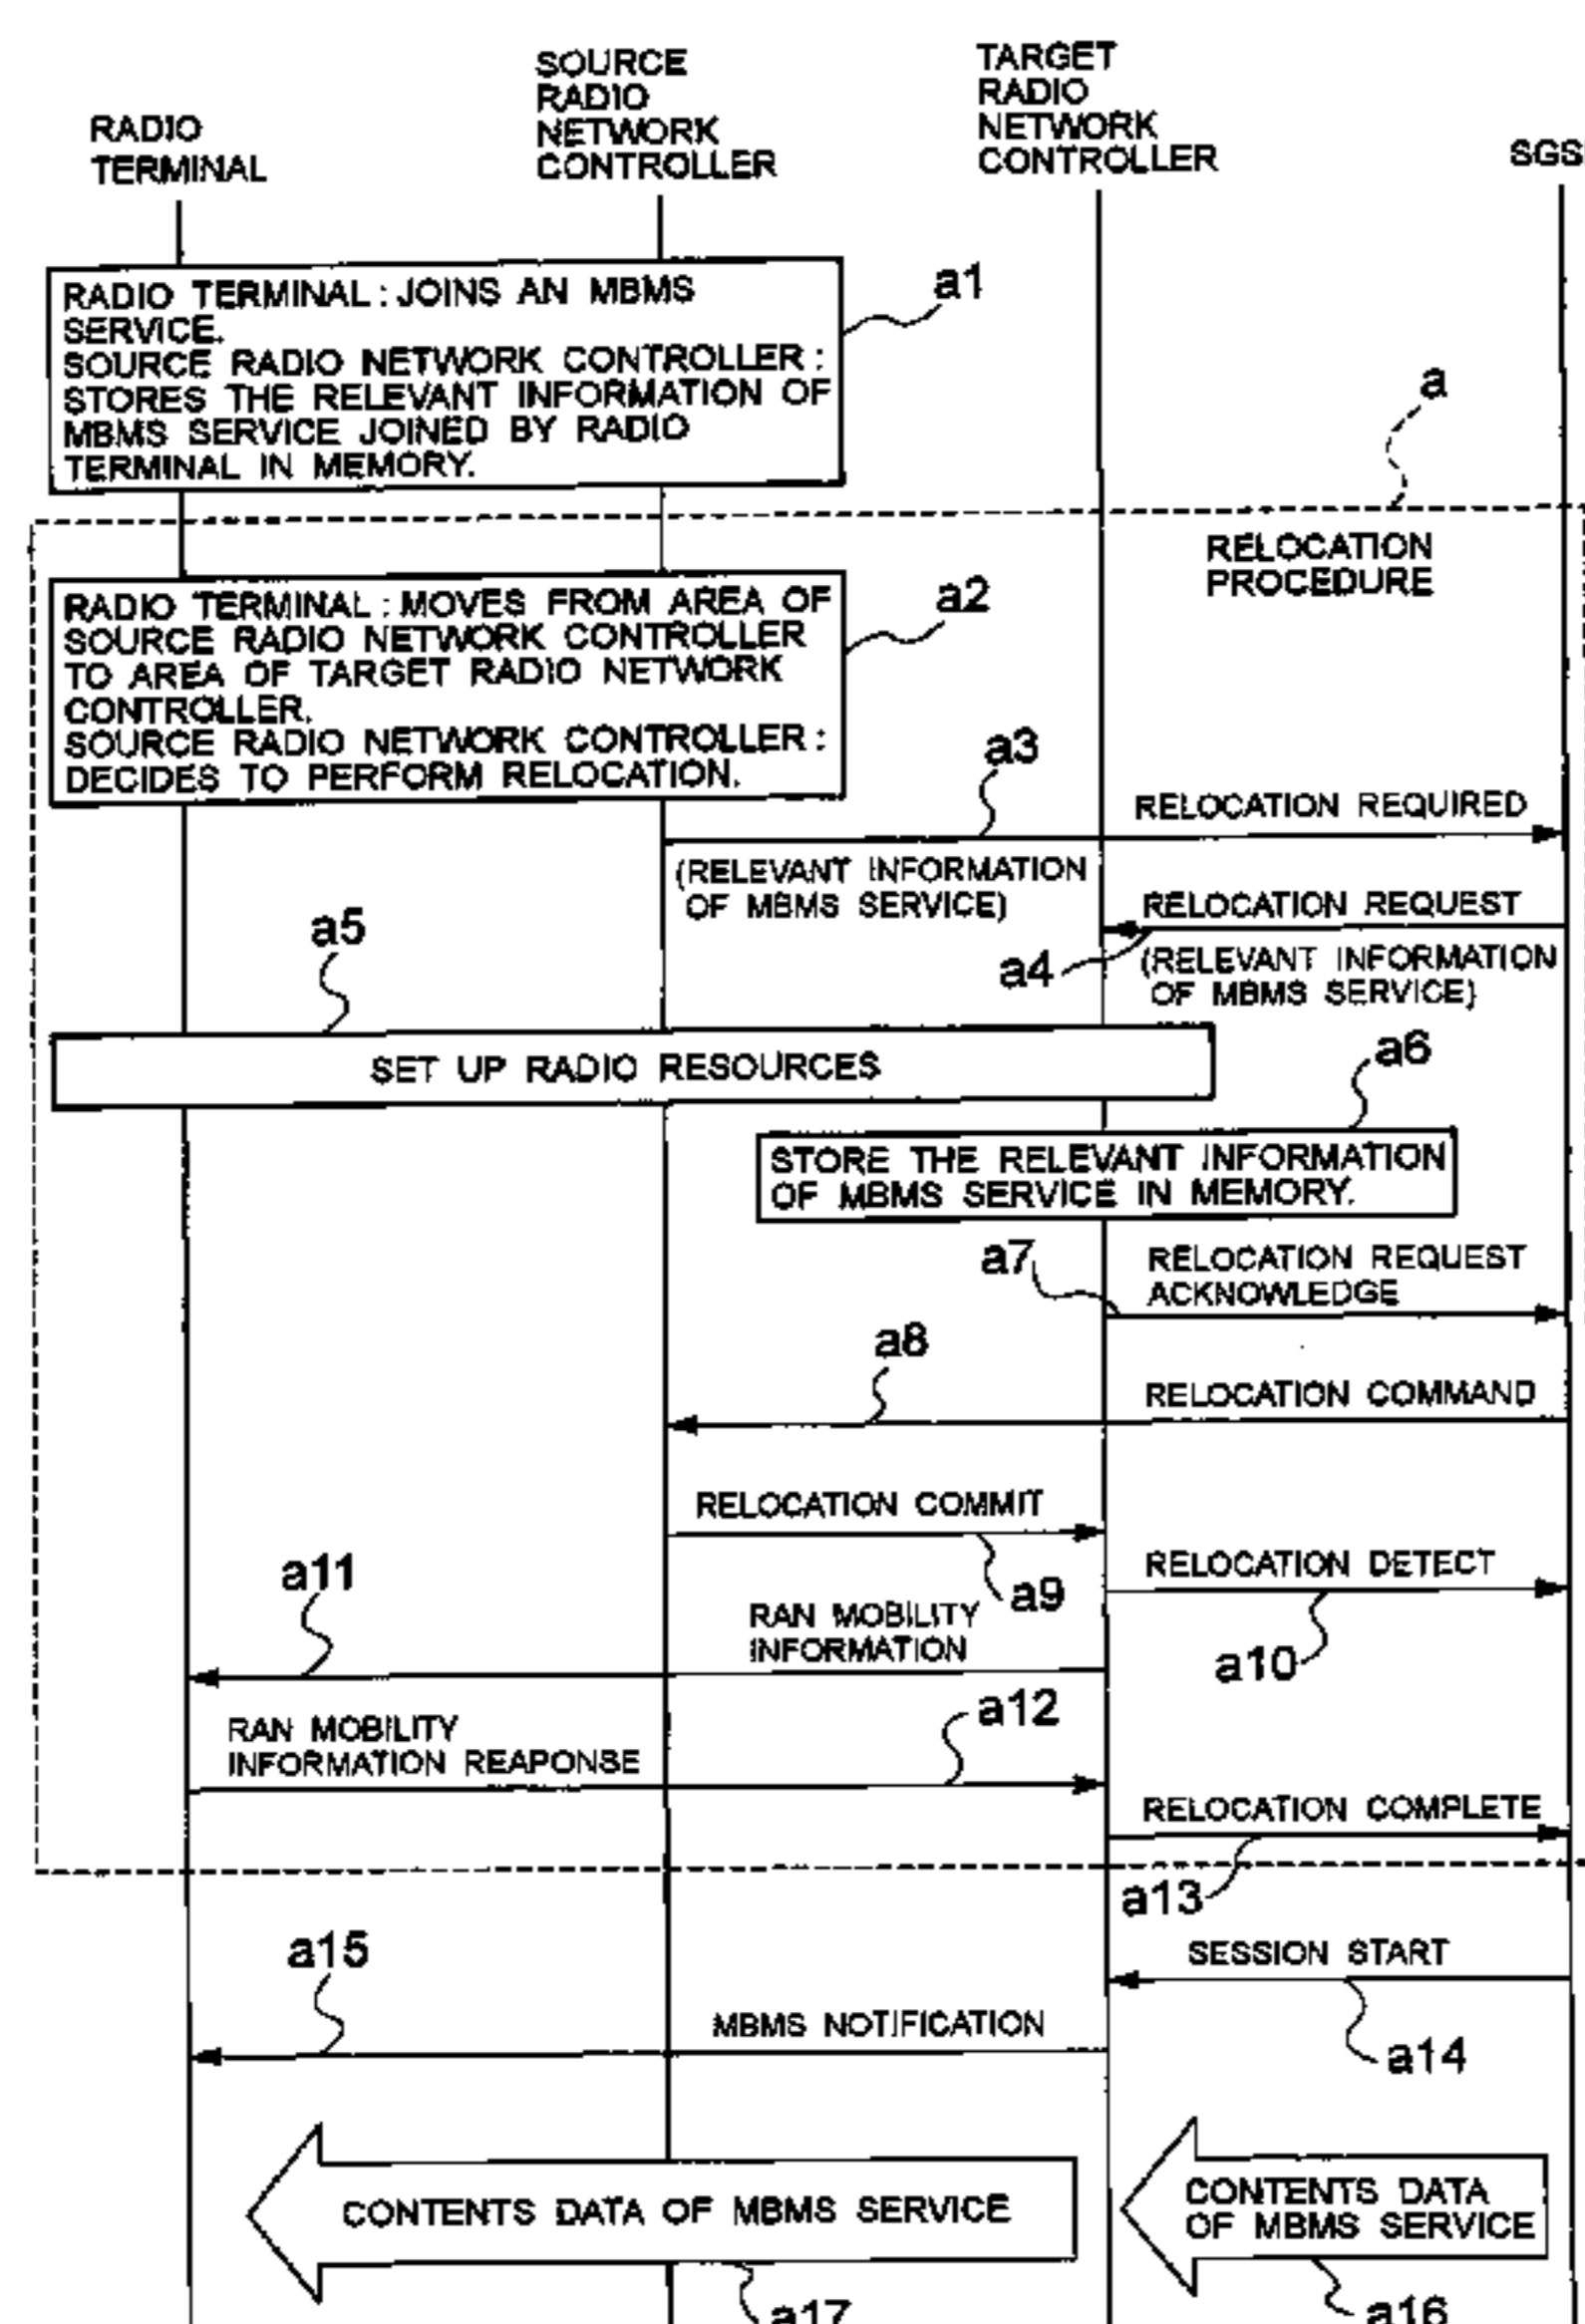 RADIO
TERMINAL
SOURCE
RADIO
NETWORK
CONTROLLER
TARGET
RADIO
NETWORK
CONTROLLER
SGS
RADIO TERMINAL : JOINS AN MBMS
SERVICE.
SOURCE RADIO NETWORK CONTROLLER :
STORES THE RELEVANT INFORMATION OF
MBMS SERVICE JOINED BY RADIO
TERMINAL IN MEMORY.
a1
a
RELOCATION
PROCEDURE
RADIO TERMINAL : MOVES FROM AREA OF
SOURCE RADIO NETWORK CONTROLLER
TO AREA OF TARGET RADIO NETWORK
CONTROLLER.
SOURCE RADIO NETWORK CONTROLLER :
DECIDES TO PERFORM RELOCATION.
a2
a3
RELOCATION REQUIRED
(RELEVANT INFORMATION
OF MBMS SERVICE)
RELOCATION REQUEST
a4
(RELEVANT INFORMATION
OF MBMS SERVICE)
a5
SET UP RADIO RESOURCES
a6
STORE THE RELEVANT INFORMATION
OF MBMS SERVICE IN MEMORY.
a7
RELOCATION REQUEST
ACKNOWLEDGE
a8
RELOCATION COMMAND
RELOCATION COMMIT
a9
RELOCATION DETECT
a10
a11
RAN MOBILITY
INFORMATION
a12
RAN MOBILITY
INFORMATION REAPONSE
RELOCATION COMPLETE
a13
SESSION START
a14
a15
MBMS NOTIFICATION
CONTENTS DATA OF MBMS SERVICE
a17
CONTENTS DATA
OF MBMS SERVICE
a16